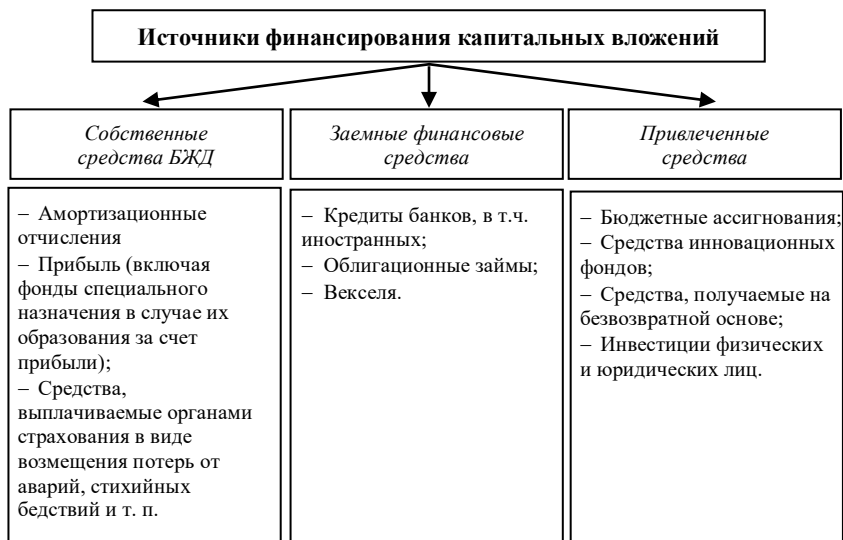 Источники финансирования капитальных вложений
Собственные
средства БЖД
Заемные финансовые
средства
Привлеченные
средства
– Амортизационные
отчисления
– Прибыль (включая
фонды специального
назначения в случае их
образования за счет
прибыли);
– Средства,
выплачиваемые органами
страхования в виде
возмещения потерь от
аварий, стихийных
бедствий и т. п.
– Кредиты банков, в т.ч.
иностранных;
– Облигационные займы;
– Векселя.
– Бюджетные ассигнования;
– Средства инновационных
фондов;
– Средства, получаемые на
безвозвратной основе;
– Инвестиции физических
и юридических лиц.